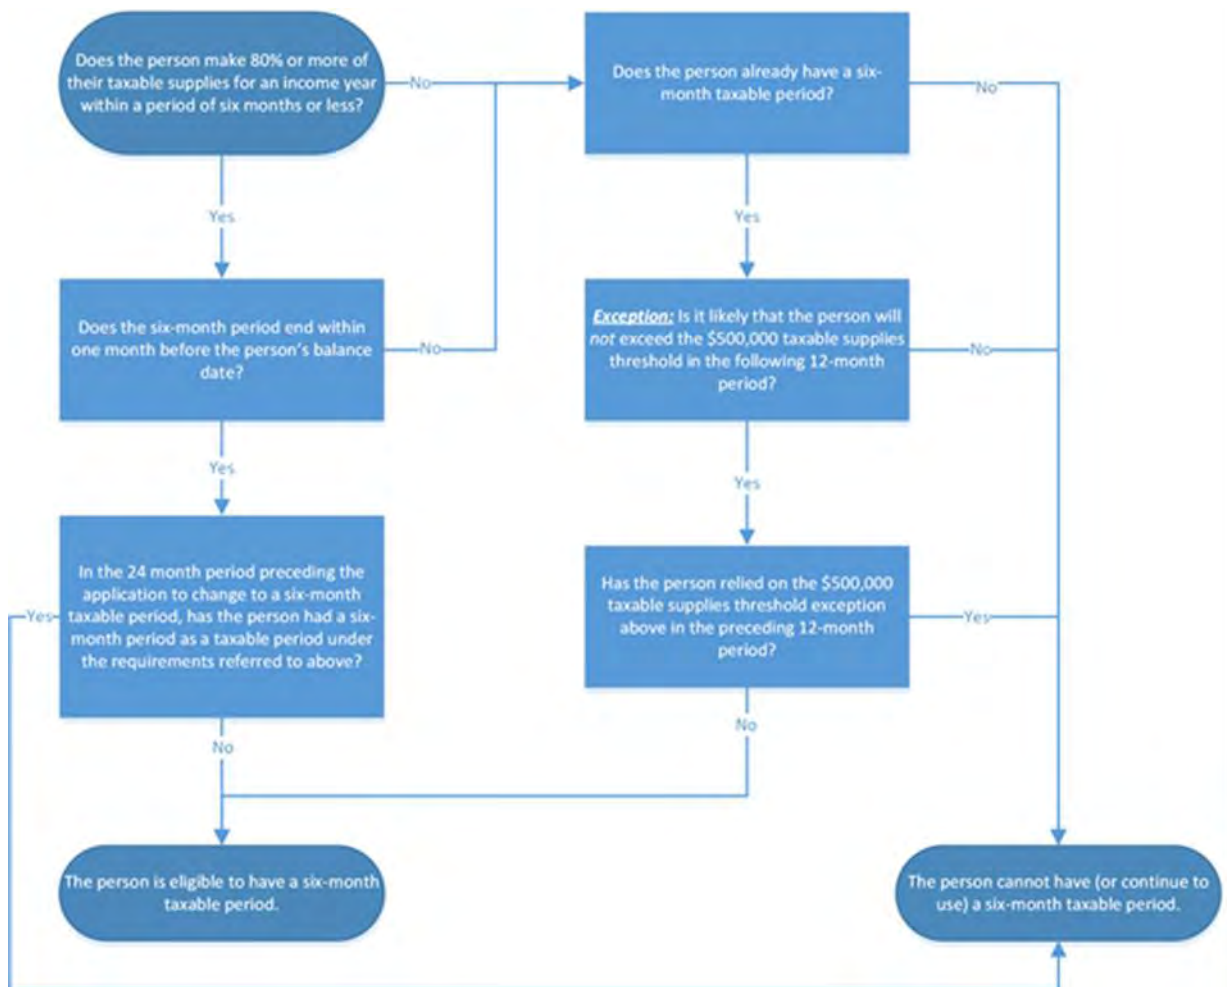 Does the person make 80% or more of
their taxable supplies for an income year
within a period of six months or less?
No
Does the person already have a six-
month taxable period?
No
Yes
Yes
Does the six-month period end within
one month before the person's balance
date?
No
Exception: Is it likely that the person will
not exceed the $500,000 taxable supplies
threshold in the following 12-month
period?
No
Yes
Yes
In the 24 month period preceding the
application to change to a six-month
taxable period, has the person had a six-
month period as a taxable period under
the requirements referred to above?
Yes
Has the person relied on the $500,000
taxable supplies threshold exception
above in the preceding 12-month
period?
Yes
No
No
The person is eligible to have a six-month
taxable period.
The person cannot have (or continue to
use) a six-month taxable period.